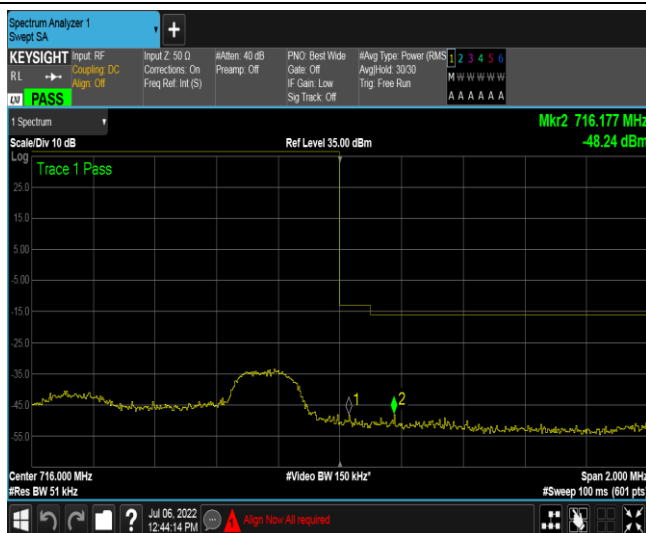 Spectrum Analyzer 1
Swept SA
+
KEYSIGHT Input: RF
RL Coupling: DC
Align: Off
LXI PASS
Input Z: 50 Ω
Corrections: On
Freq Ref: Int (S)
#Atten: 40 dB
Preamp: Off
PNO: Best Wide
Gate: Off
IF Gain: Low
Sig Track: Off
#Avg Type: Power (RMS
Avg|Hold: 30/30
Trig: Free Run
1 2 3 4 5 6
M W W W W W
A A A A A A
1 Spectrum
Scale/Div 10 dB
Ref Level 35.00 dBm
Mkr2 716.177 MHz
-48.24 dBm
Log
Trace 1 Pass
25.0
15.0
5.00
-5.00
-15.0
-25.0
-35.0
-45.0
-55.0
1
2
Center 716.000 MHz
#Video BW 150 kHz*
Span 2.000 MHz
#Res BW 51 kHz
#Sweep 100 ms (601 pts)
?
Jul 06, 2022
12:44:14 PM
1
Align Now All required